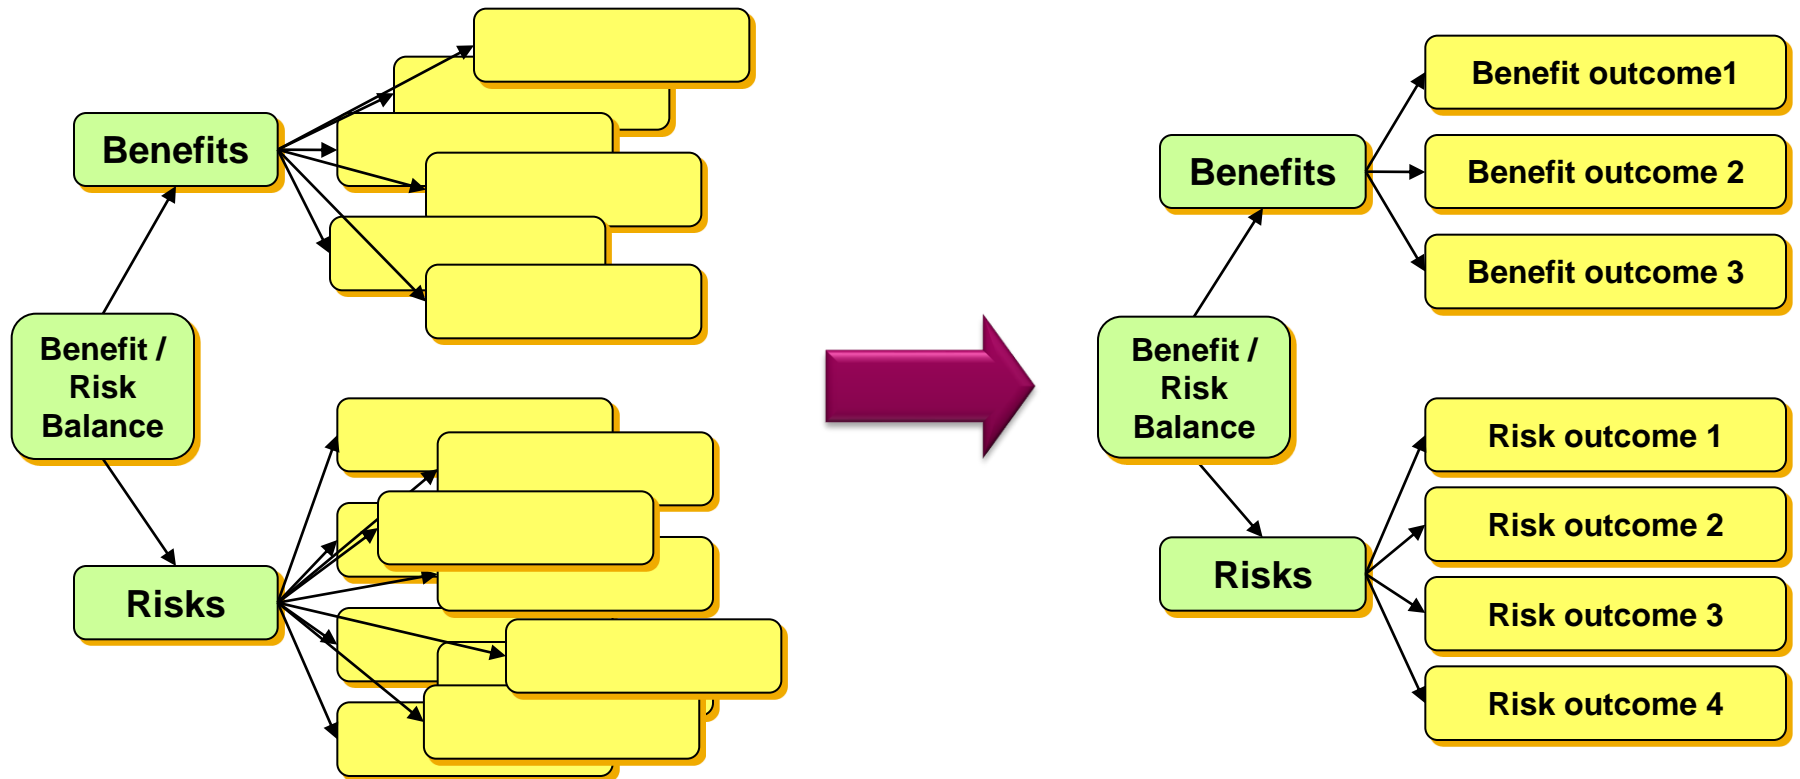 Benefits
Benefit /
Risk
Balance
Risks
Benefits
Benefit /
Risk
Balance
Risks
Benefit outcome1
Benefit outcome 2
Benefit outcome 3
Risk outcome 1
Risk outcome 2
Risk outcome 3
Risk outcome 4